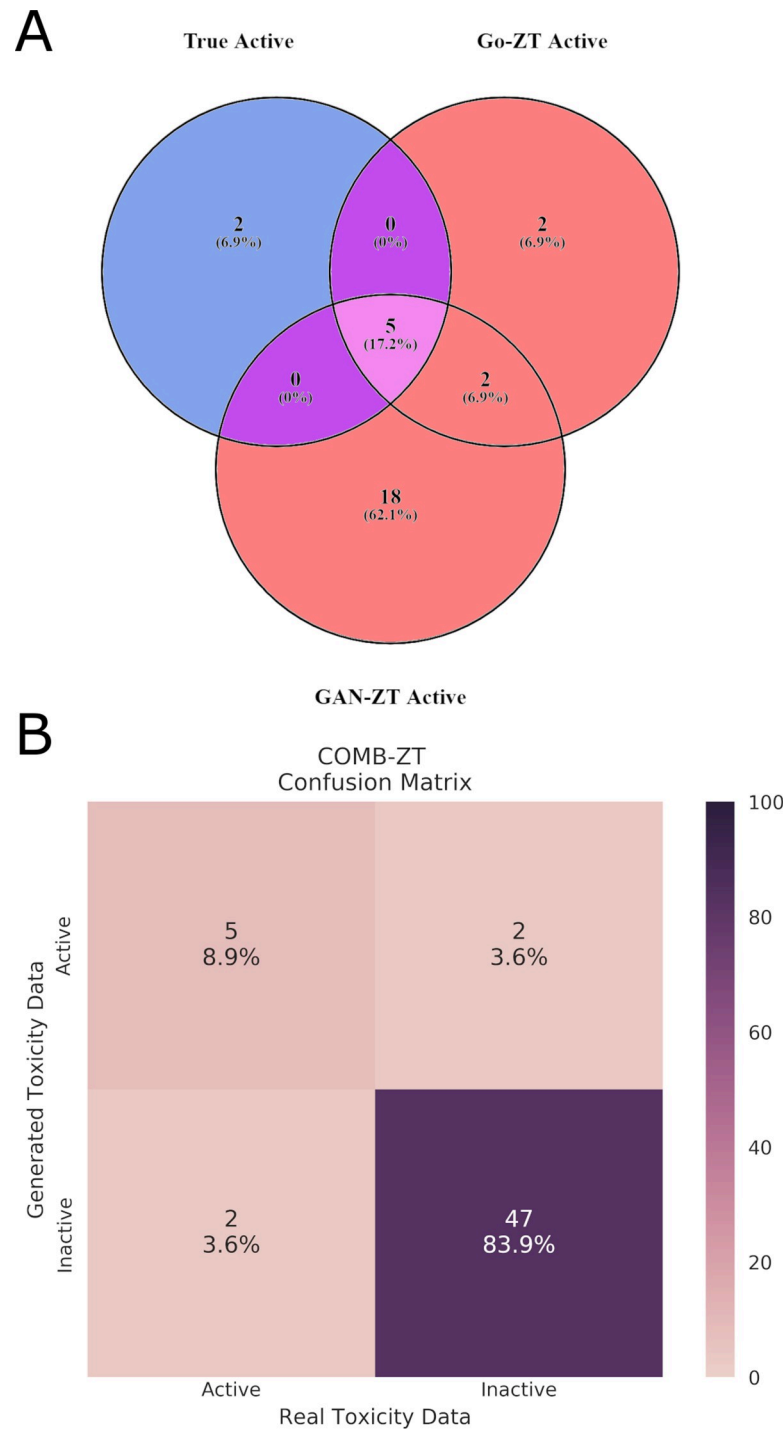 A
True Active
Go-ZT Active
2
(6.9%)
0
(0%)
2
(6.9%)
5
(17.2%)
0
(0%)
2
(6.9%)
18
(62.1%)
GAN-ZT Active
B
COMB-ZT
Confusion Matrix
Generated Toxicity Data
Active
Inactive
5
8.9%
2
3.6%
2
3.6%
47
83.9%
Active
Inactive
Real Toxicity Data
100
80
60
40
20
0